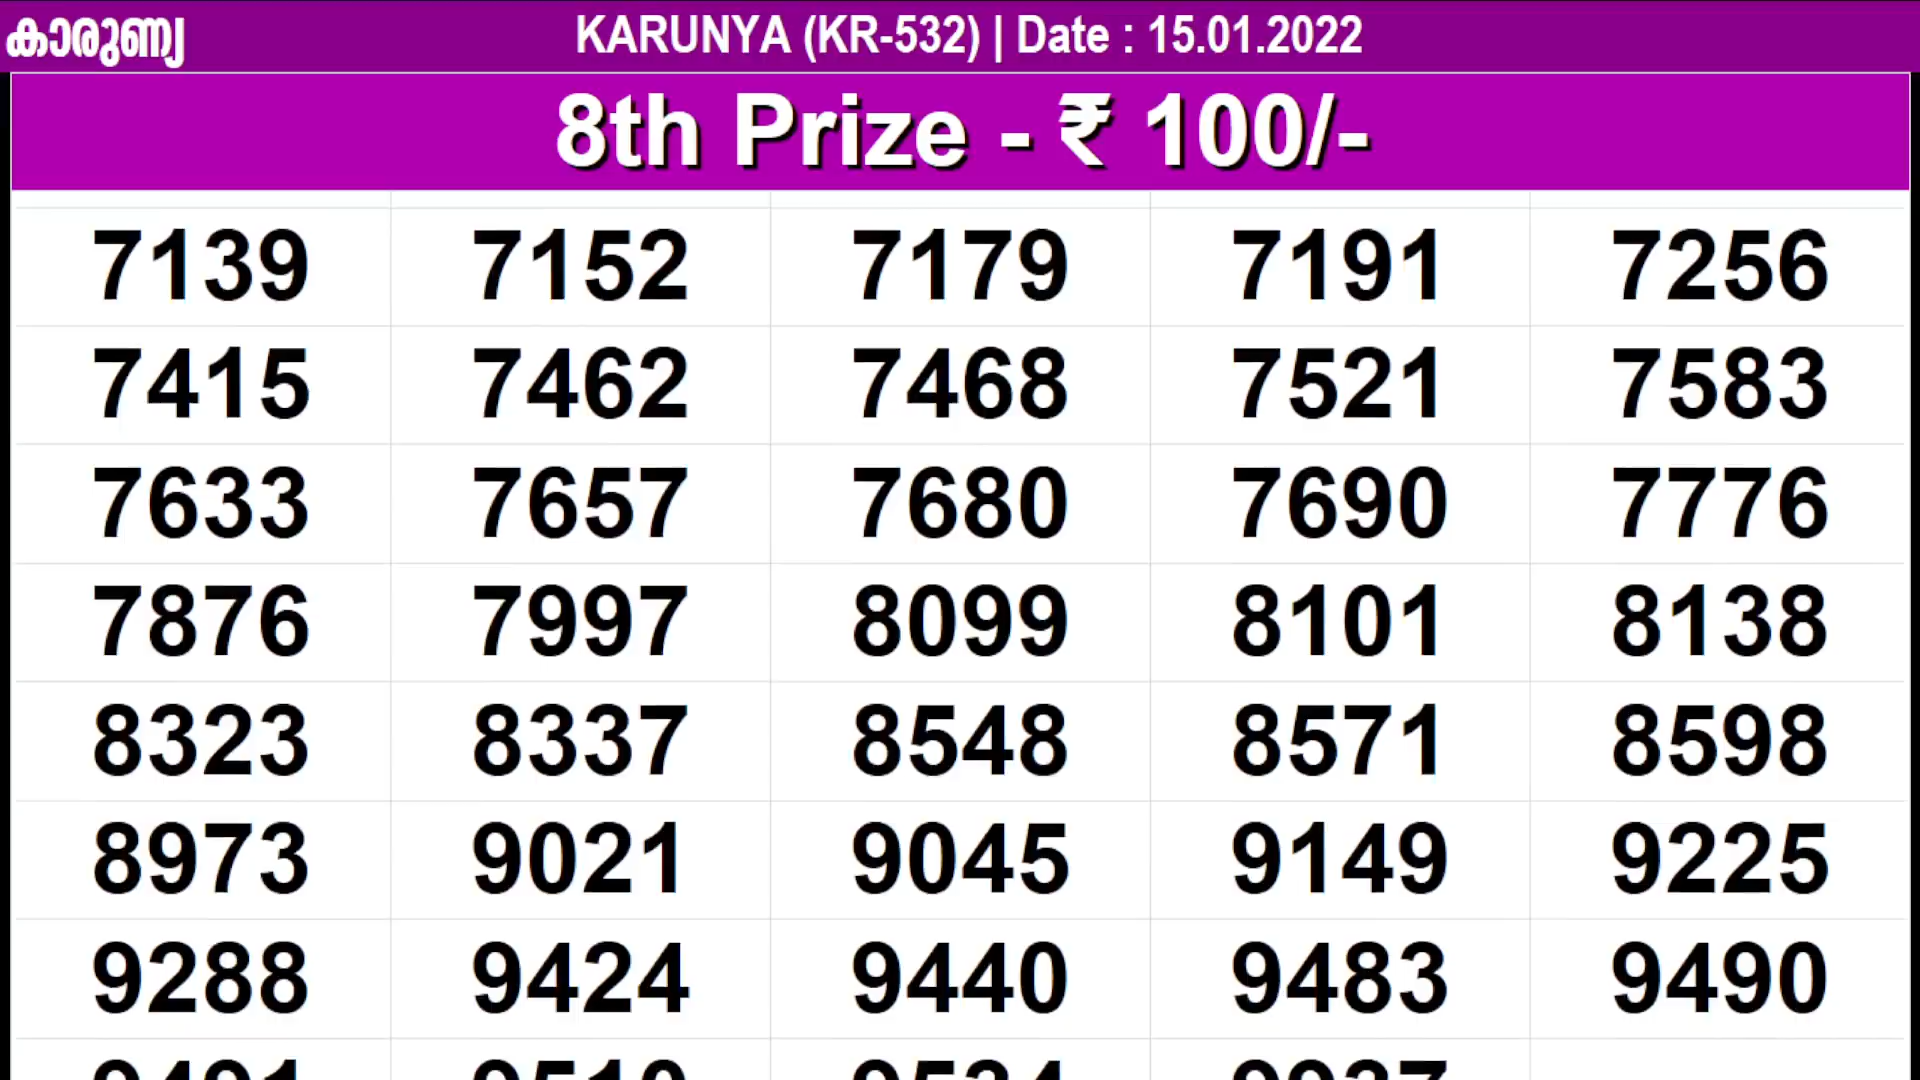 കാരുണ്യ KARUNYA (KR-532) | Date : 15.01.2022
8th Prize - ₹ 100/-
7139 7152 7179 7191 7256
7415 7462 7468 7521 7583
7633 7657 7680 7690 7776
7876 7997 8099 8101 8138
8323 8337 8548 8571 8598
8973 9021 9045 9149 9225
9288 9424 9440 9483 9490